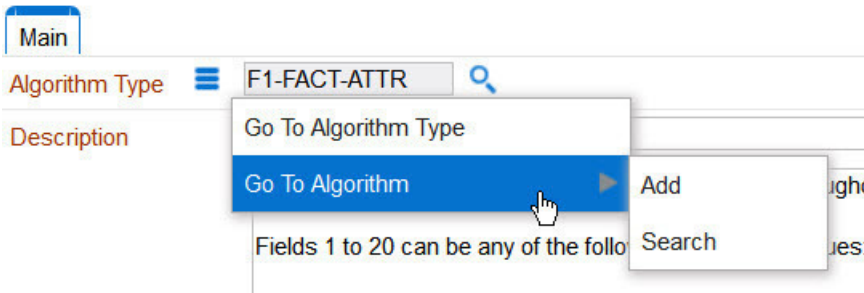 Main
Algorithm Type F1-FACT-ATTR
Description Go To Algorithm Type
Go To Algorithm Add
Fields 1 to 20 can be any of the Search